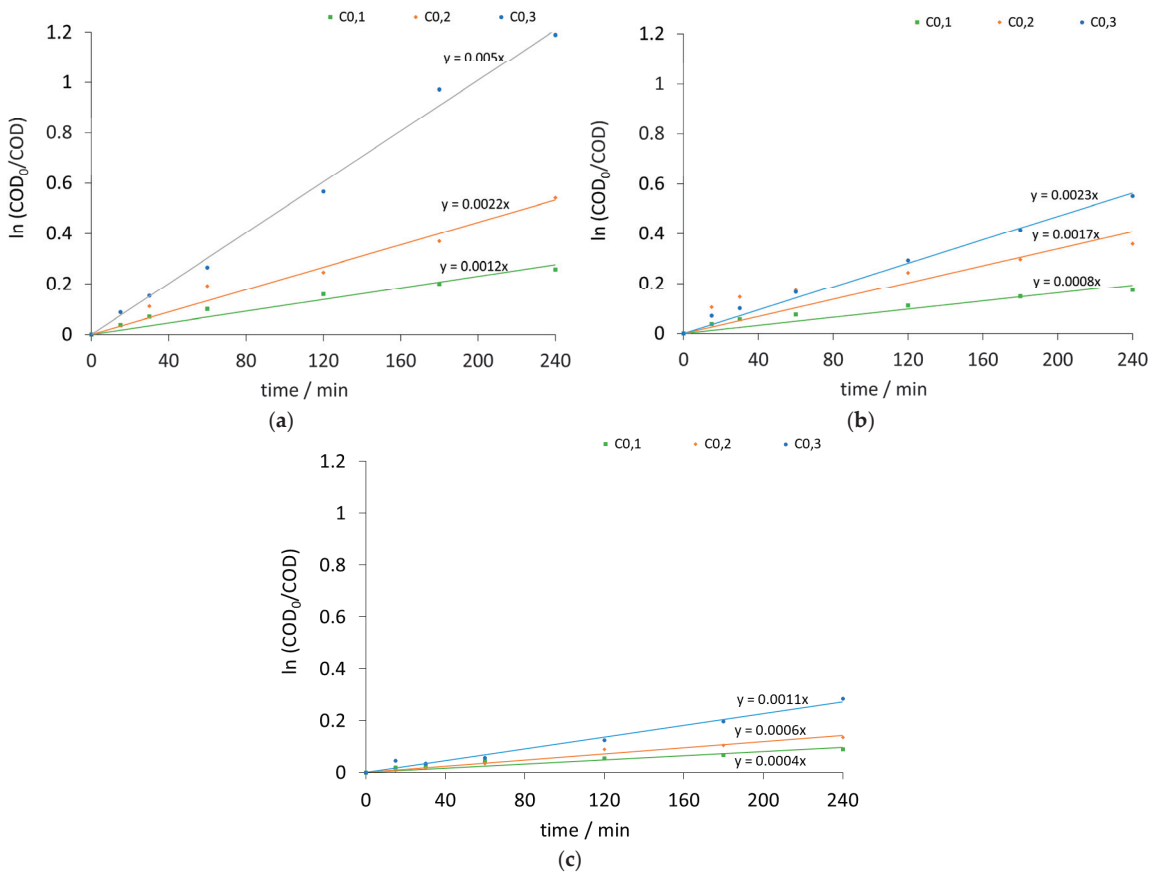 C0,1 C0,2 C0,3
1.2
1
0.8
0.6
0.4
0.2
0
ln (COD₀/COD)
y = 0.005x
y = 0.0022x
y = 0.0012x
0 40 80 120 160 200 240
time / min
(a)
C0,1 C0,2 C0,3
1.2
1
0.8
0.6
0.4
0.2
0
ln (COD₀/COD)
y = 0.0023x
y = 0.0017x
y = 0.0008x
0 40 80 120 160 200 240
time / min
(b)
C0,1 C0,2 C0,3
1.2
1
0.8
0.6
0.4
0.2
0
ln (COD₀/COD)
y = 0.0011x
y = 0.0006x
y = 0.0004x
0 40 80 120 160 200 240
time / min
(c)